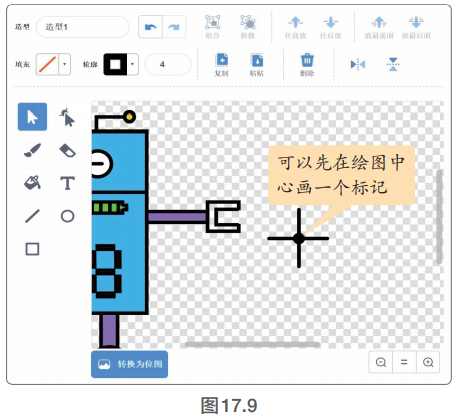 造型 造型1 组合 拆散 往前放 往后放 放最前面 放最后面
填充 轮廓 4 复制 粘贴 删除
可以先在绘图中
心画一个标记
T
8
转换为位图
图17.9